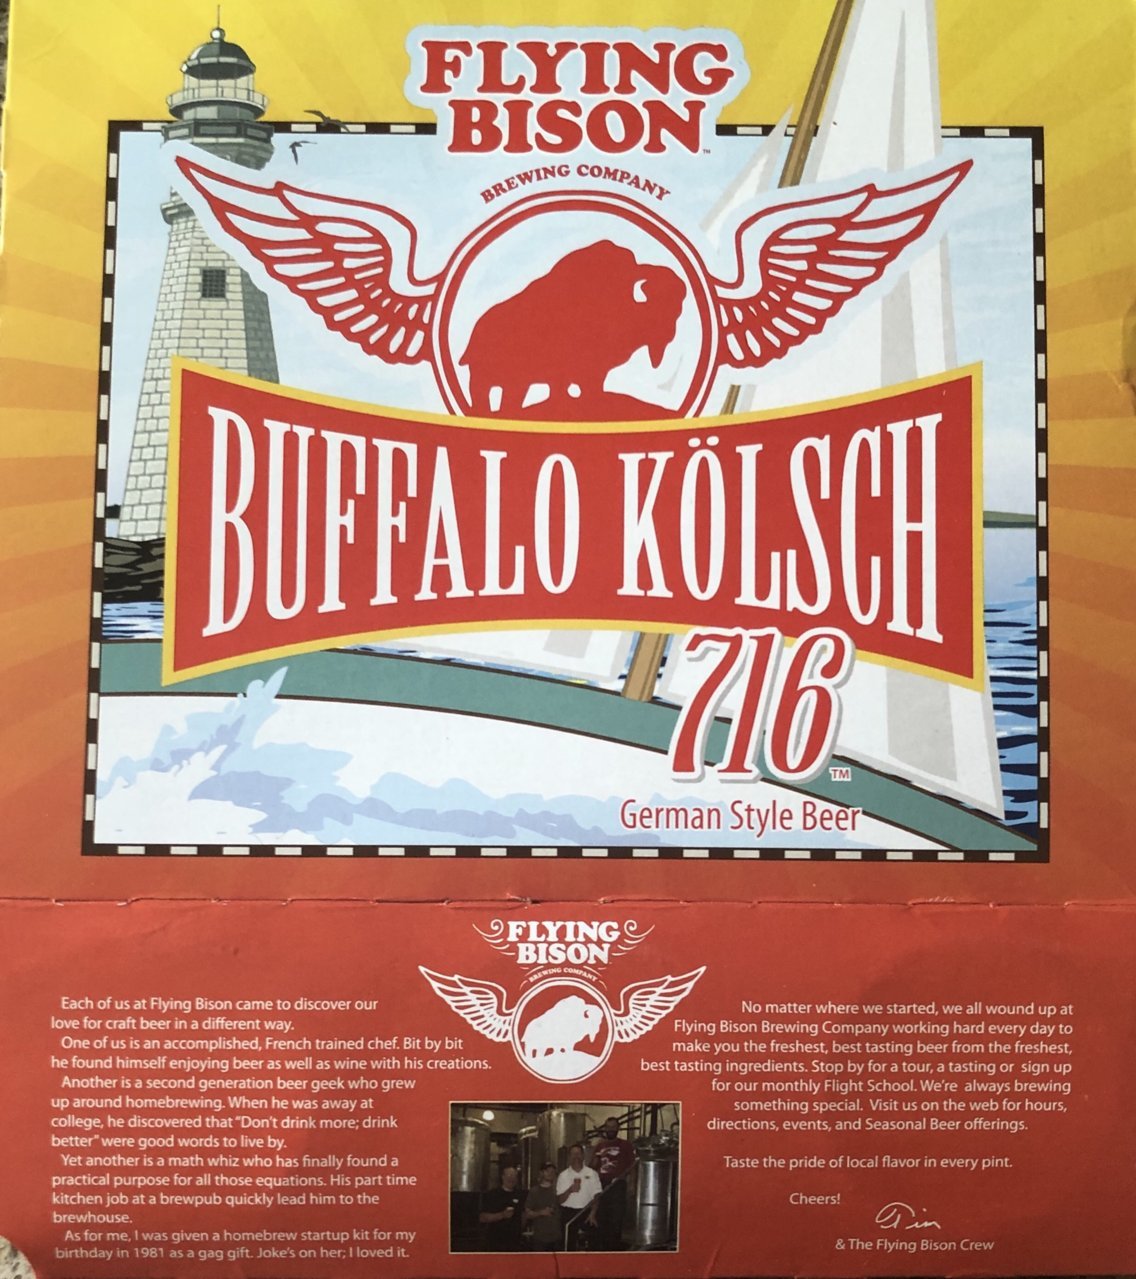 FLYING
BISON
TM
BREWING COMPANY
BUFFALO KÖLSCH
716
TM
German Style Beer
FLYING
BISON
BREWING COMPANY
Each of us at Flying Bison came to discover our
love for craft beer in a different way.
One of us is an accomplished, French trained chef. Bit by bit
he found himself enjoying beer as well as wine with his creations.
Another is a second generation beer geek who grew
up around homebrewing. When he was away at
college, he discovered that "Don't drink more; drink
better" were good words to live by.
Yet another is a math whiz who has finally found a
practical purpose for all those equations. His part time
kitchen job at a brewpub quickly lead him to the
brewhouse.
As for me, I was given a homebrew startup kit for my
birthday in 1981 as a gag gift. Joke's on her; I loved it.
No matter where we started, we all wound up at
Flying Bison Brewing Company working hard every day to
make you the freshest, best tasting beer from the freshest,
best tasting ingredients. Stop by for a tour, a tasting or sign up
for our monthly Flight School. We're always brewing
something special. Visit us on the web for hours,
directions, events, and Seasonal Beer offerings.
Taste the pride of local flavor in every pint.
Cheers!
Tim
& The Flying Bison Crew